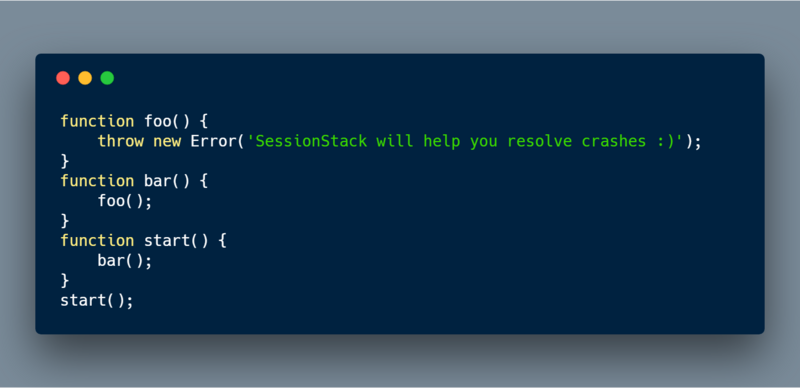 function foo() {
    throw new Error('SessionStack will help you resolve crashes :)');
}
function bar() {
    foo();
}
function start() {
    bar();
}
start();